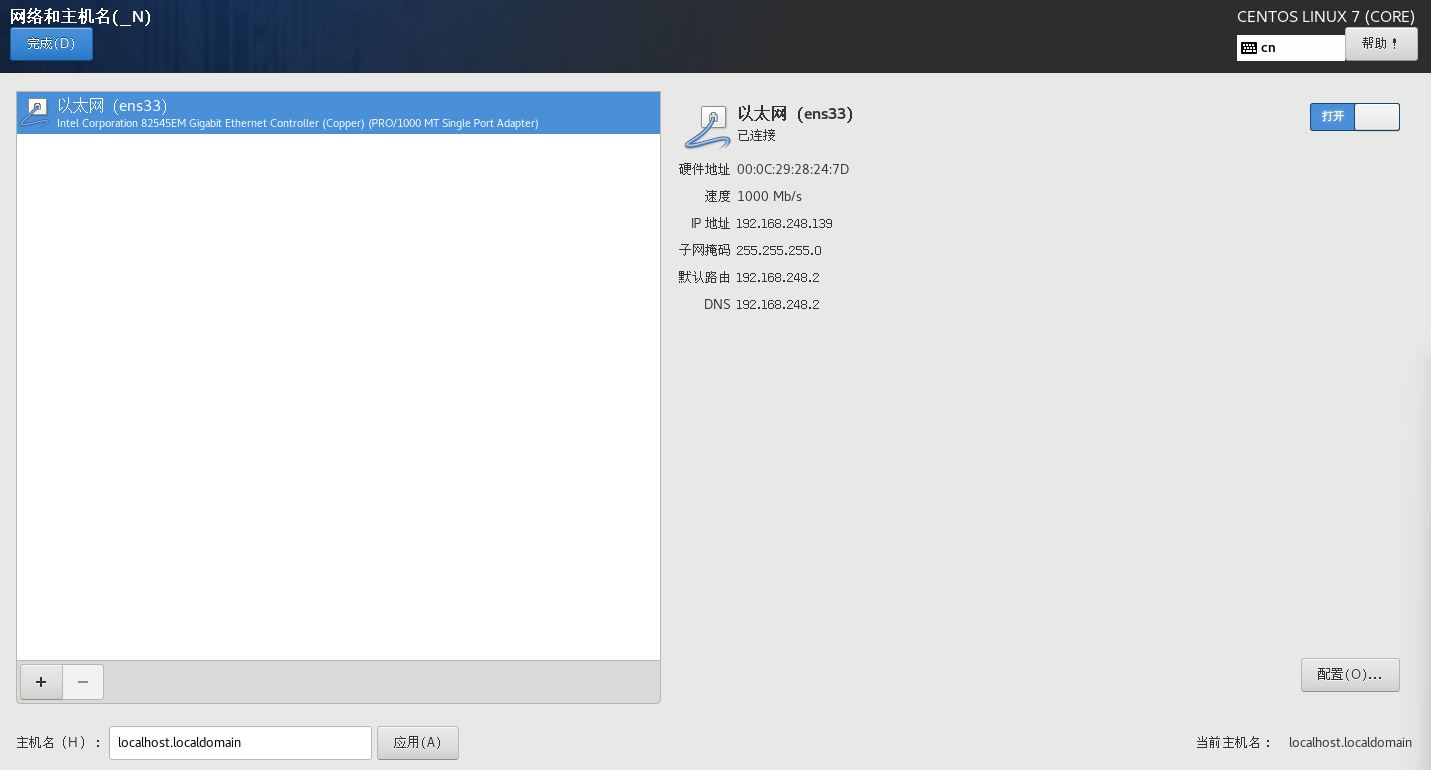 网络和主机名(_N)
CENTOS LINUX 7 (CORE)
完成(D)
cn
帮助！
以太网（ens33）
Intel Corporation 82545EM Gigabit Ethernet Controller (Copper) (PRO/1000 MT Single Port Adapter)
以太网（ens33）
已连接
打开
硬件地址 00:0C:29:28:24:7D
速度 1000 Mb/s
IP 地址 192.168.248.139
子网掩码 255.255.255.0
默认路由 192.168.248.2
DNS 192.168.248.2
+ −
配置(O)...
主机名（H）： localhost.localdomain 应用(A)
当前主机名： localhost.localdomain